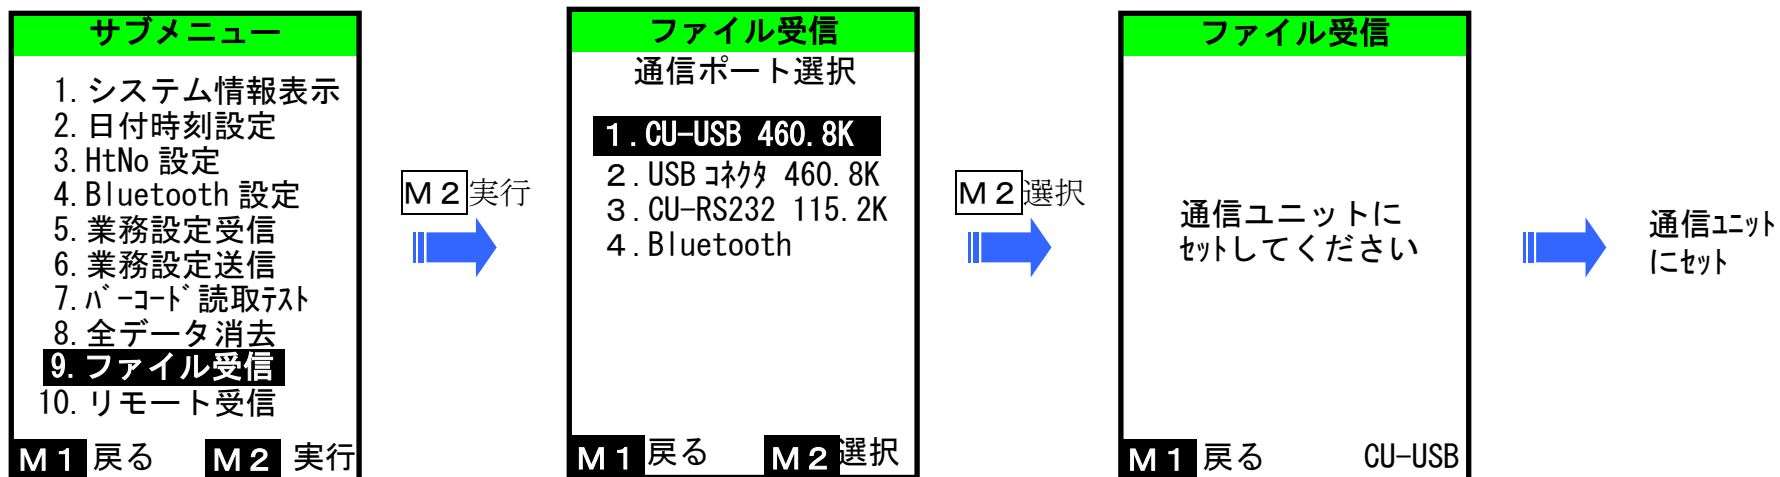 サブメニュー
1. システム情報表示
2. 日付時刻設定
3. HtNo 設定
4. Bluetooth 設定
5. 業務設定受信
6. 業務設定送信
7. ﾊﾞｰｺｰﾄﾞ読取ﾃｽﾄ
8. 全データ消去
9. ファイル受信
10. リモート受信
Ｍ１ 戻る Ｍ２ 実行
Ｍ２実行
ファイル受信
通信ポート選択
１. CU-USB 460.8K
２. USB ｺﾈｸﾀ 460.8K
３. CU-RS232 115.2K
４. Bluetooth
Ｍ１ 戻る Ｍ２ 選択
Ｍ２選択
ファイル受信
通信ユニットに
ｾｯﾄしてください
Ｍ１ 戻る CU-USB
通信ﾕﾆｯﾄ
にｾｯﾄ